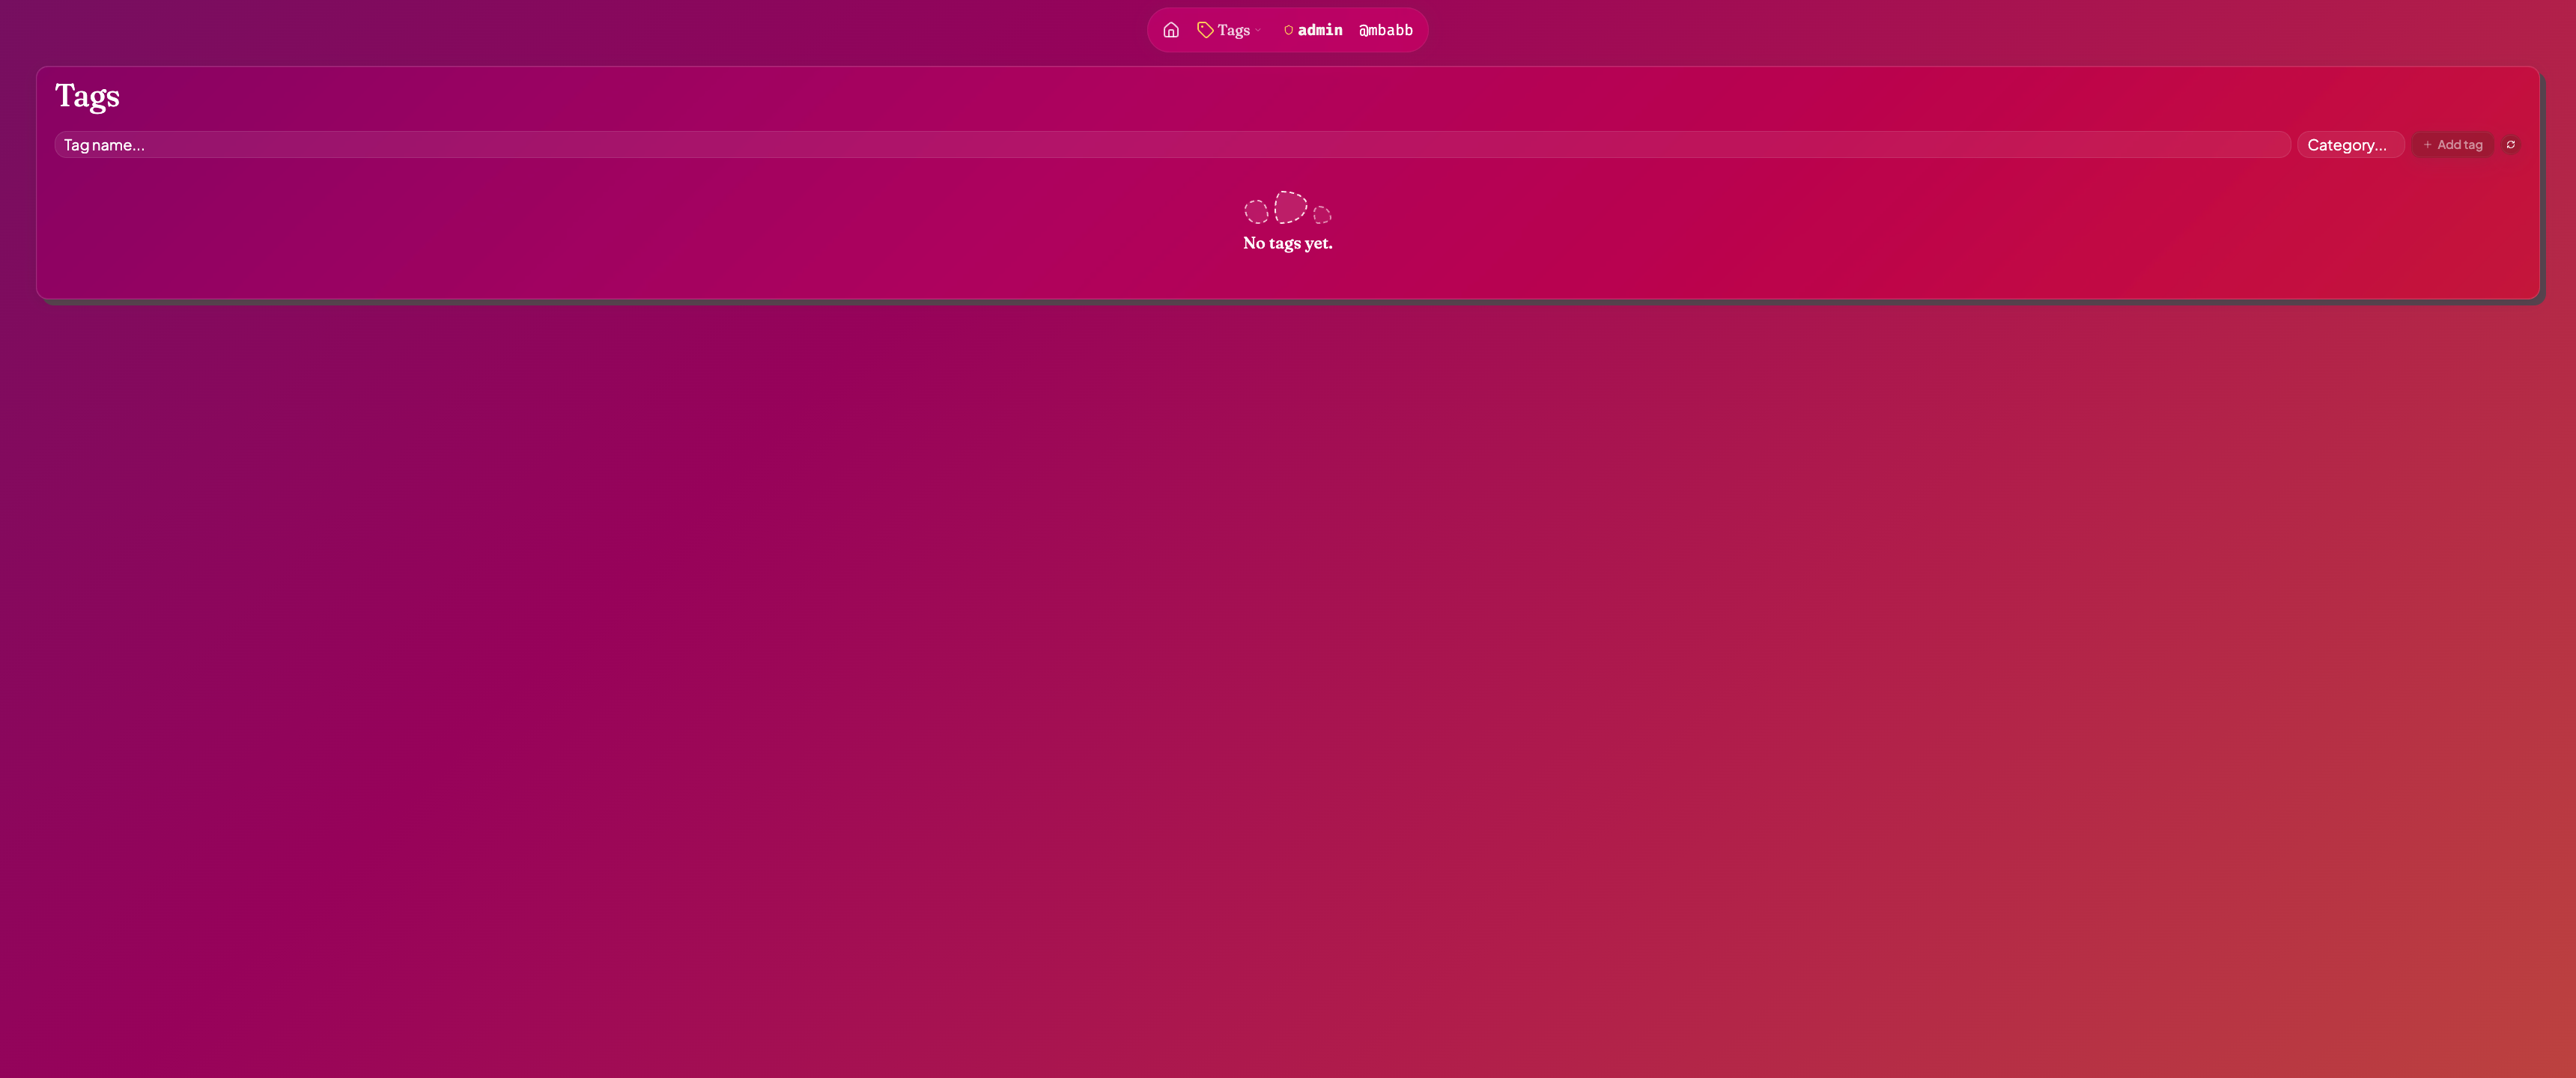 Tags admin @mbabb
Tags
Tag name... Category... + Add tag
No tags yet.